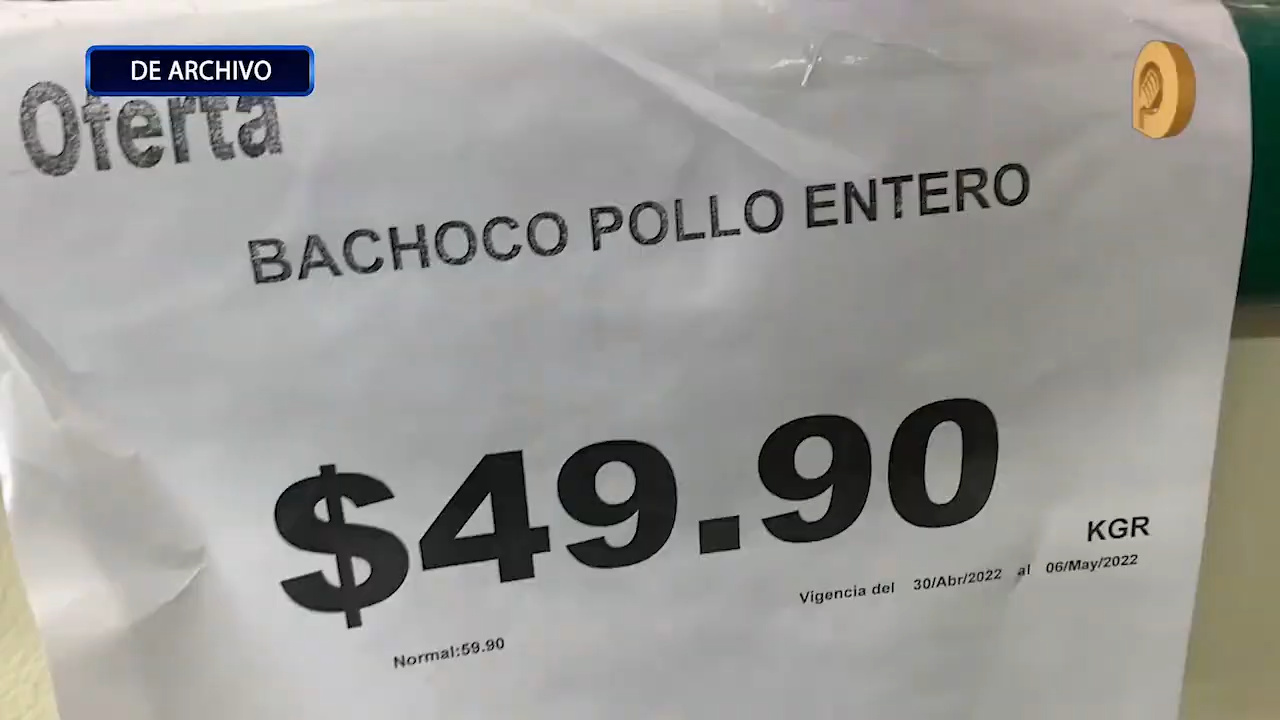 DE ARCHIVO
Oferta
BACHOCO POLLO ENTERO
$49.90
KGR
Vigencia del 30/Abr/2022 al 06/May/2022
Normal:59.90